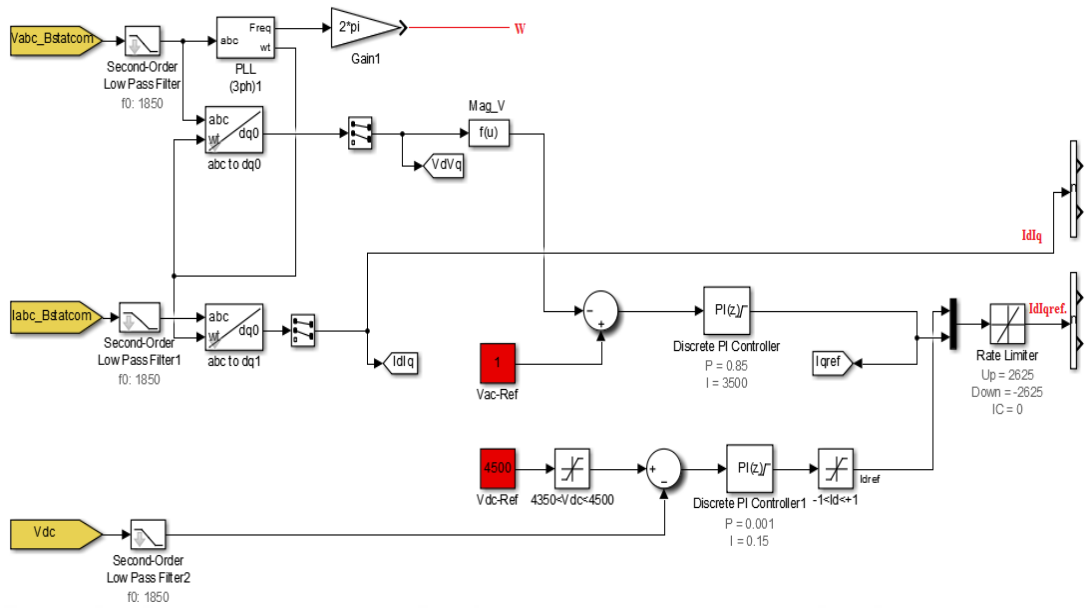 Vabc_Bstatcom
Second-Order
Low Pass Filter
f0: 1850
abc
Freq
wt
PLL
(3ph)1
2*pi
Gain1
W
abc
wt
dq0
abc to dq0
VdVq
Mag_V
f(u)
IdIq
Iabc_Bstatcom
Second-Order
Low Pass Filter1
f0: 1850
abc
wt
dq0
abc to dq1
IdIq
1
Vac-Ref
-
+
PI(z)
Discrete PI Controller
P = 0.85
I = 3500
Iqref
IdIqref.
Rate Limiter
Up = 2625
Down = -2625
IC = 0
4500
Vdc-Ref
4350<Vdc<4500
+
-
PI(z)
Discrete PI Controller1
P = 0.001
I = 0.15
Idref
-1<Id<+1
Vdc
Second-Order
Low Pass Filter2
f0: 1850